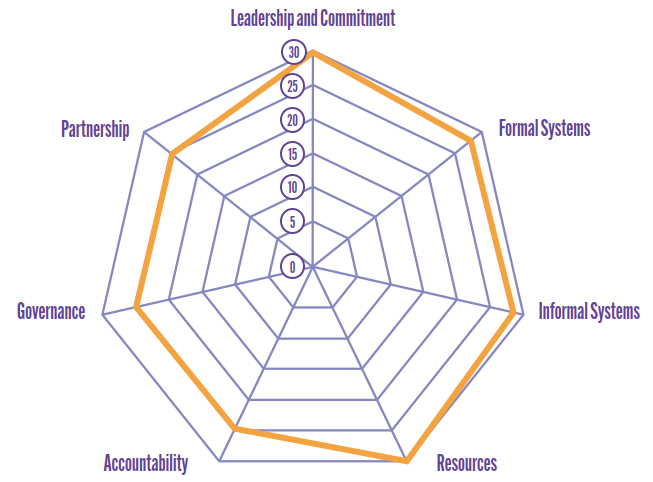 Leadership and Commitment
30
25
20
15
10
5
0
Partnership
Formal Systems
Governance
Informal Systems
Accountability
Resources